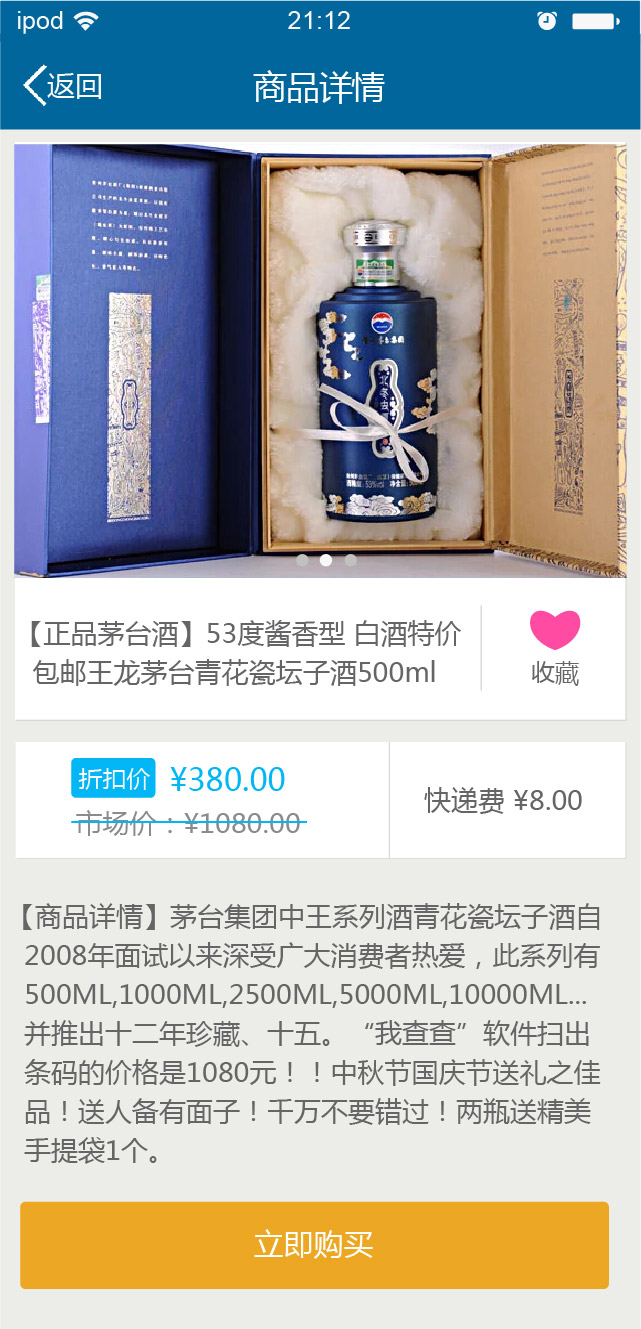 ipod 21:12
返回 商品详情
53%vol
【正品茅台酒】53度酱香型 白酒特价
包邮王龙茅台青花瓷坛子酒500ml
收藏
折扣价 ¥380.00
市场价：¥1080.00
快递费 ¥8.00
【商品详情】茅台集团中王系列酒青花瓷坛子酒自
2008年面试以来深受广大消费者热爱，此系列有
500ML,1000ML,2500ML,5000ML,10000ML...
并推出十二年珍藏、十五。“我查查”软件扫出
条码的价格是1080元！！中秋节国庆节送礼之佳
品！送人备有面子！千万不要错过！两瓶送精美
手提袋1个。
立即购买